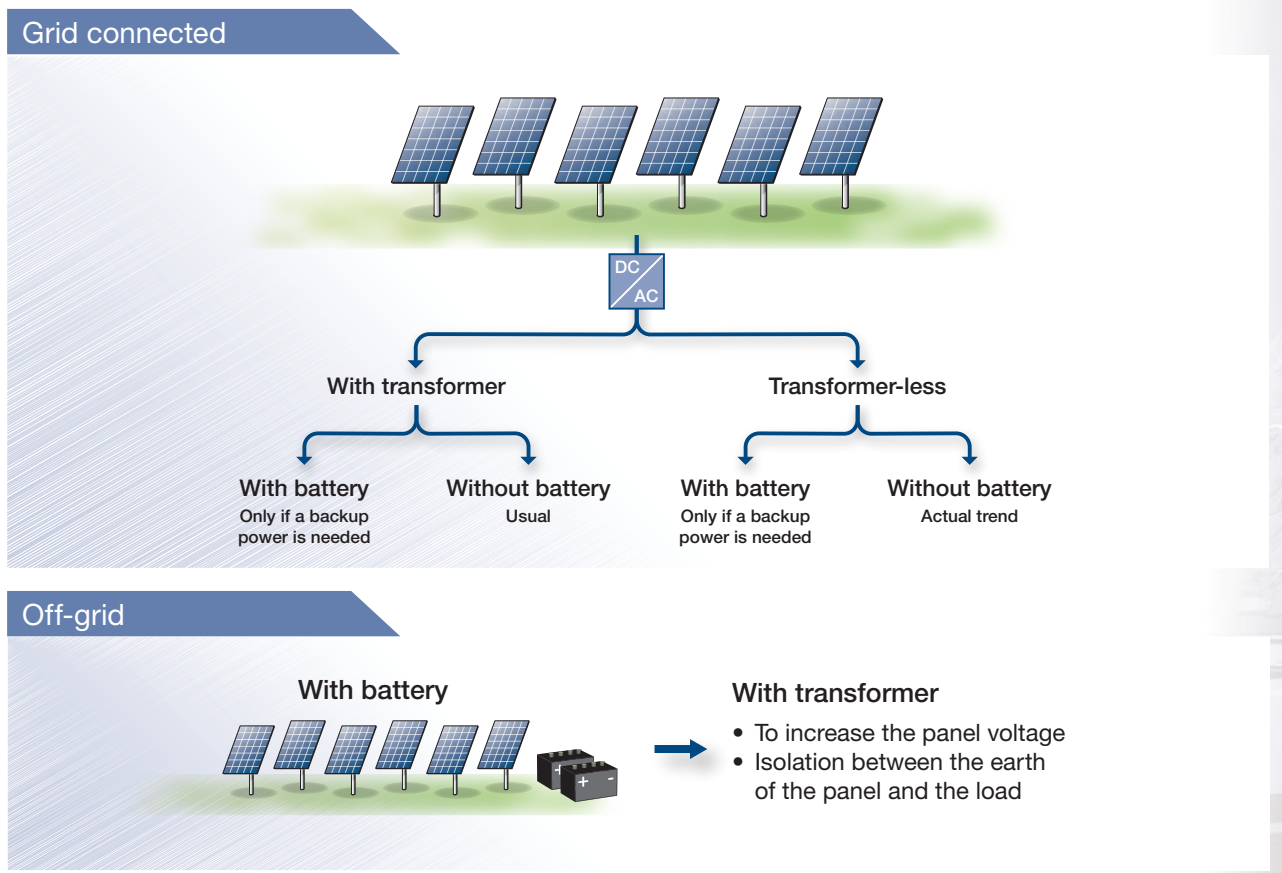 Grid connected
DC
AC
With transformer
Transformer-less
With battery
Only if a backup
power is needed
Without battery
Usual
With battery
Only if a backup
power is needed
Without battery
Actual trend
Off-grid
With battery
+
+ -
With transformer
• To increase the panel voltage
• Isolation between the earth
of the panel and the load